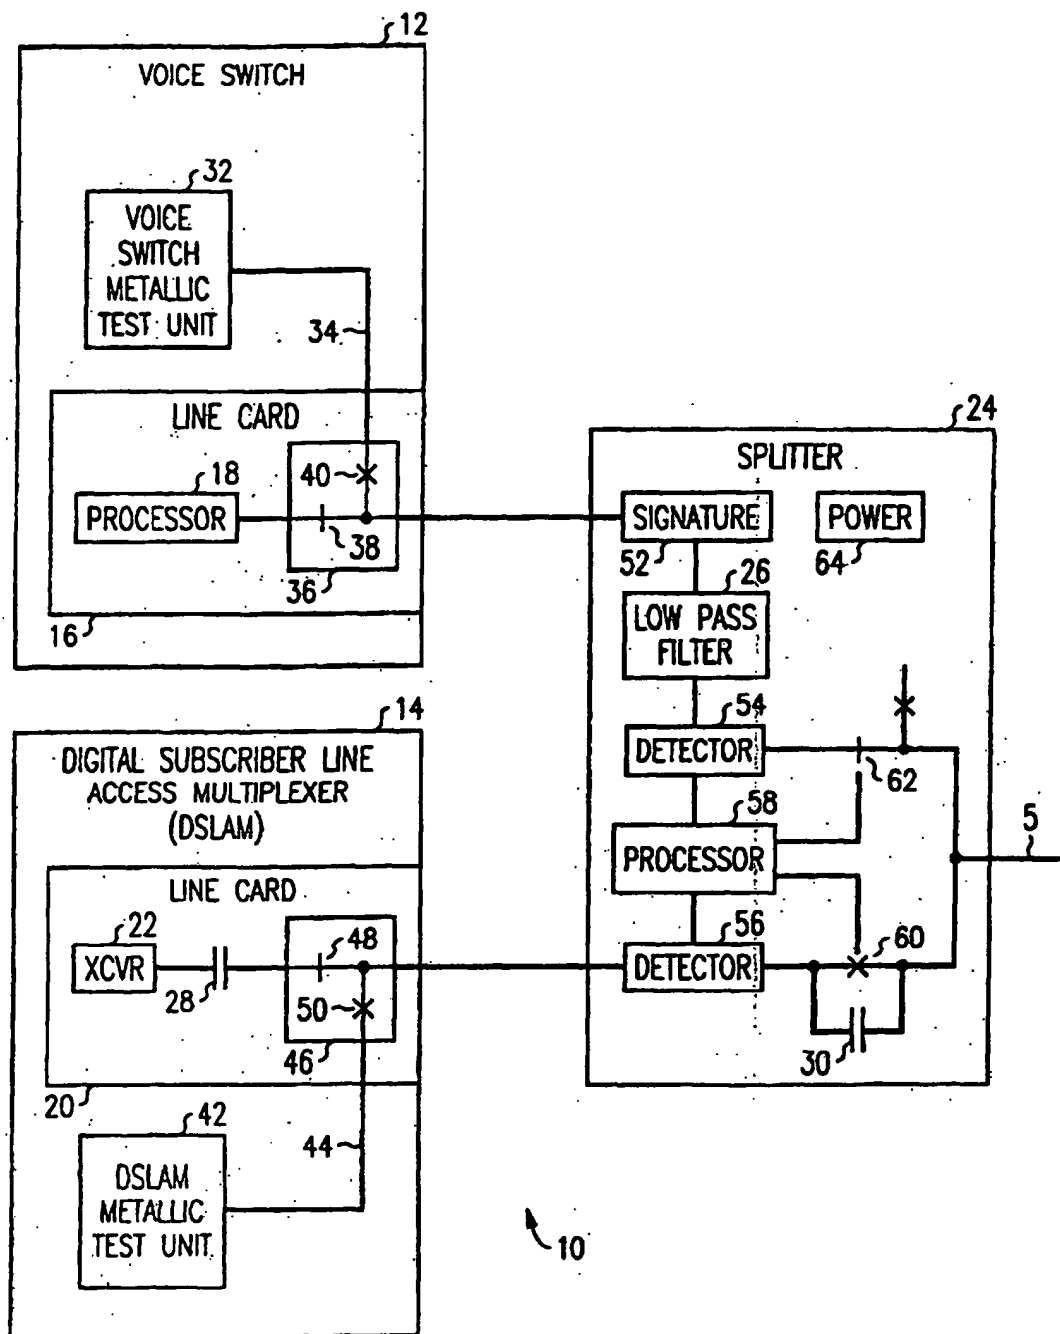 12
VOICE SWITCH
32
VOICE
SWITCH
METALLIC
TEST UNIT
34
LINE CARD
18
PROCESSOR
40
38
36
16
24
SPLITTER
SIGNATURE
52
POWER
64
26
LOW PASS
FILTER
54
DETECTOR
62
58
PROCESSOR
5
56
DETECTOR
60
30
14
DIGITAL SUBSCRIBER LINE
ACCESS MULTIPLEXER
(DSLAM)
LINE CARD
22
XCVR
28
48
50
46
20
42
44
DSLAM
METALLIC
TEST UNIT
10